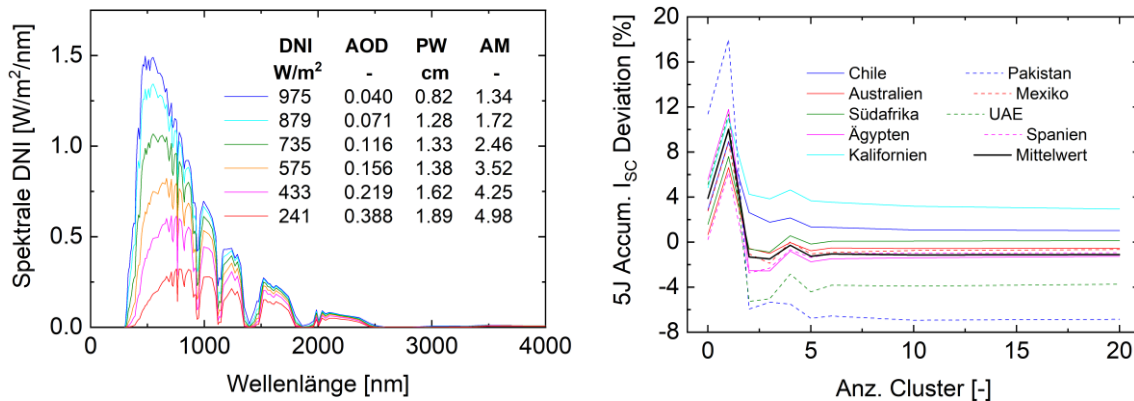 Spektrale DNI [W/m²/nm]
1.5
1.0
0.5
0.0
DNI AOD PW AM
W/m² - cm -
975 0.040 0.82 1.34
879 0.071 1.28 1.72
735 0.116 1.33 2.46
575 0.156 1.38 3.52
433 0.219 1.62 4.25
241 0.388 1.89 4.98
0 1000 2000 3000 4000
Wellenlänge [nm]
5J Accum. I_SC Deviation [%]
20
16
12
8
4
0
-4
-8
Chile Pakistan
Australien Mexiko
Südafrika UAE
Ägypten Spanien
Kalifornien Mittelwert
0 5 10 15 20
Anz. Cluster [-]